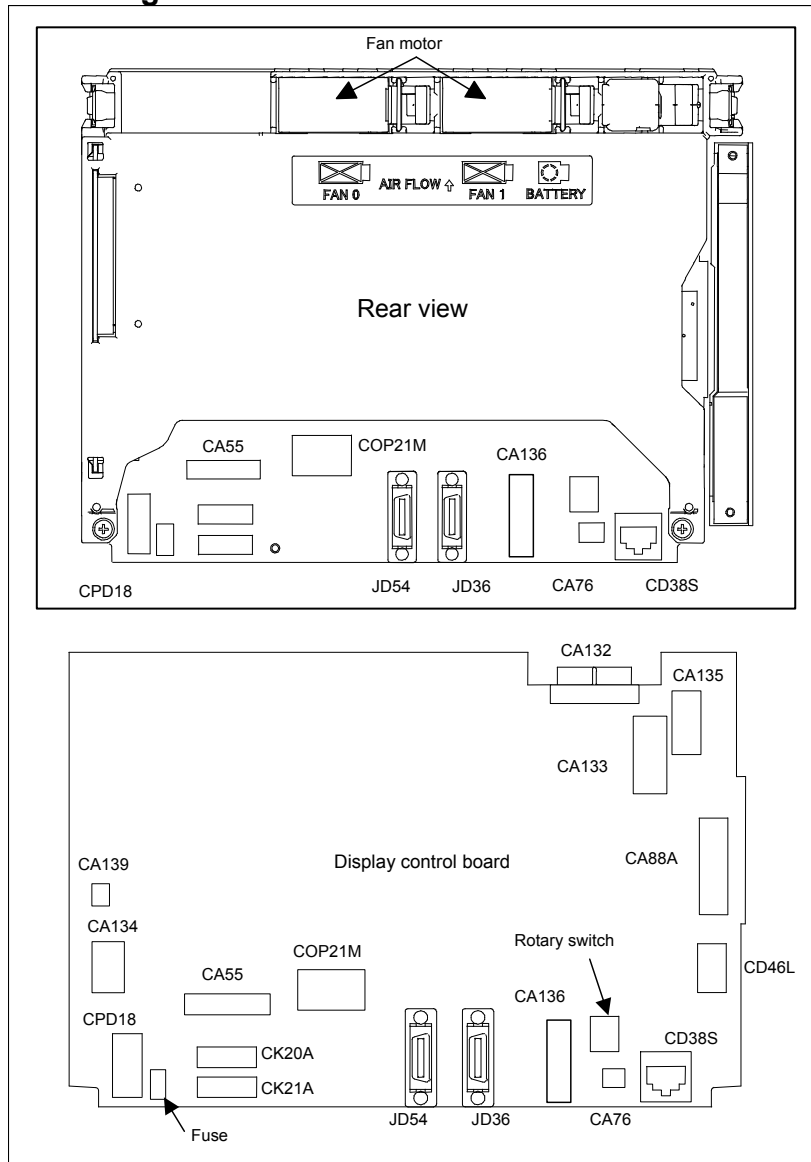 Fan motor
FAN 0 AIR FLOW FAN 1 BATTERY
Rear view
CA55
COP21M
CA136
CPD18
JD54
JD36
CA76
CD38S
CA132
CA135
CA133
Display control board
CA88A
CA139
CA134
CA55
COP21M
Rotary switch
CA136
CD46L
CPD18
CK20A
CK21A
CD38S
Fuse
JD54
JD36
CA76